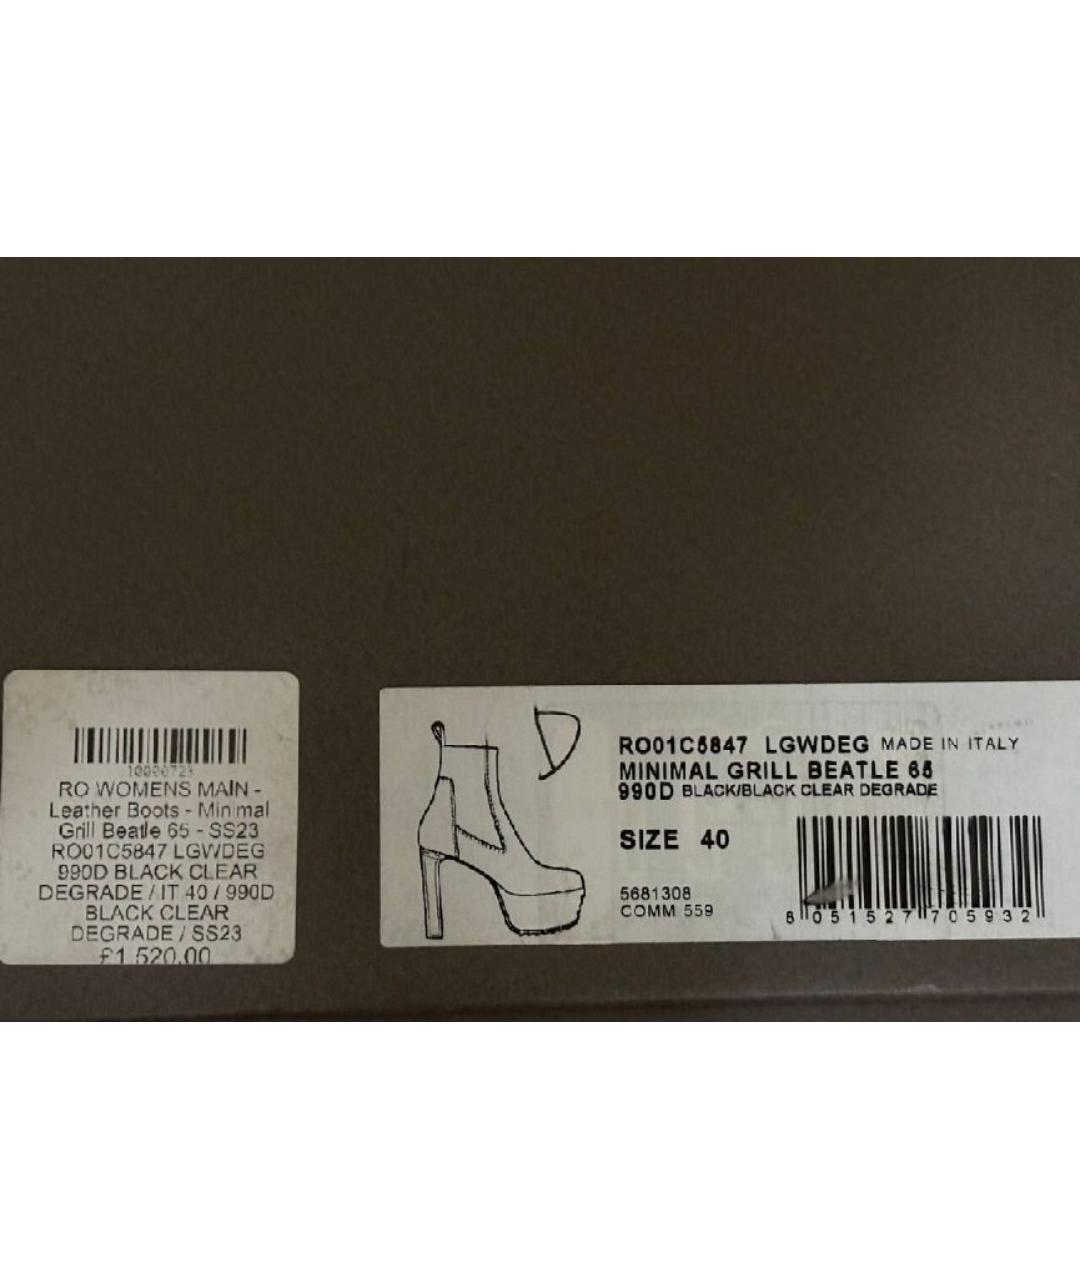 10000723
RO WOMENS MAIN -
Leather Boots - Minimal
Grill Beatle 65 - SS23
RO01C5847 LGWDEG
990D BLACK CLEAR
DEGRADE / IT 40 / 990D
BLACK CLEAR
DEGRADE / SS23
£1,520.00
RO01C5847 LGWDEG MADE IN ITALY
MINIMAL GRILL BEATLE 65
990D BLACK/BLACK CLEAR DEGRADE
SIZE 40
5681308
COMM 559
8 051527 705932